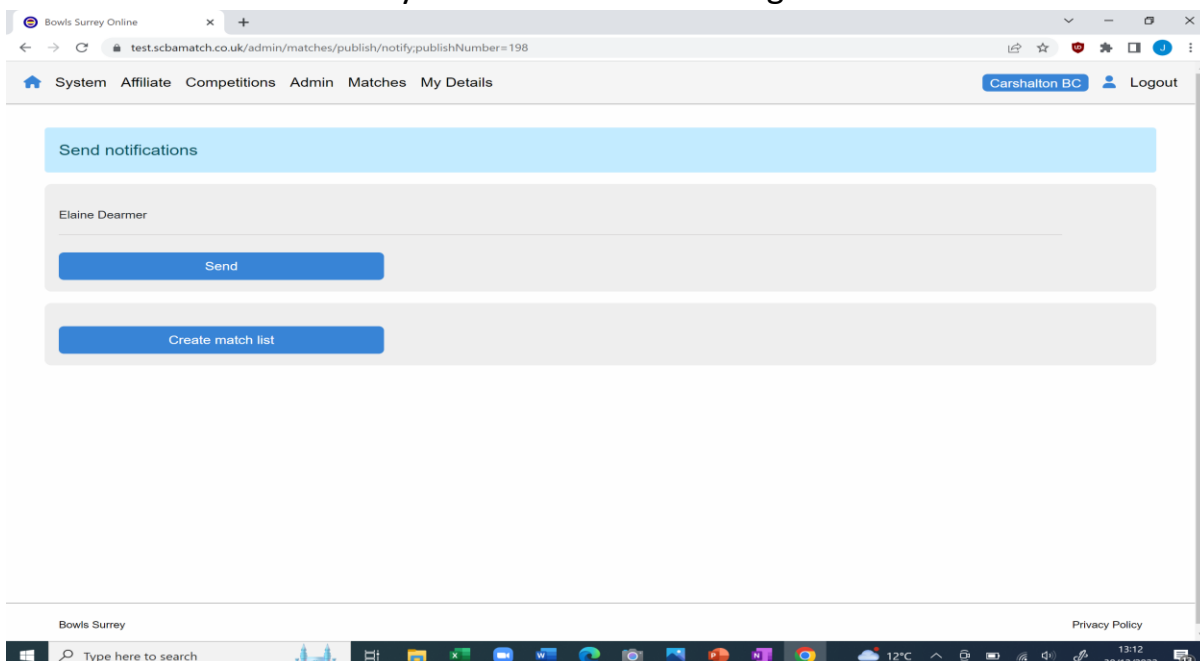 Bowls Surrey Online
test.scbamatch.co.uk/admin/matches/publish/notify;publishNumber=198
System Affiliate Competitions Admin Matches My Details Carshalton BC Logout
Send notifications
Elaine Dearmer
Send
Create match list
Bowls Surrey Privacy Policy
Type here to search 12°C 13:12